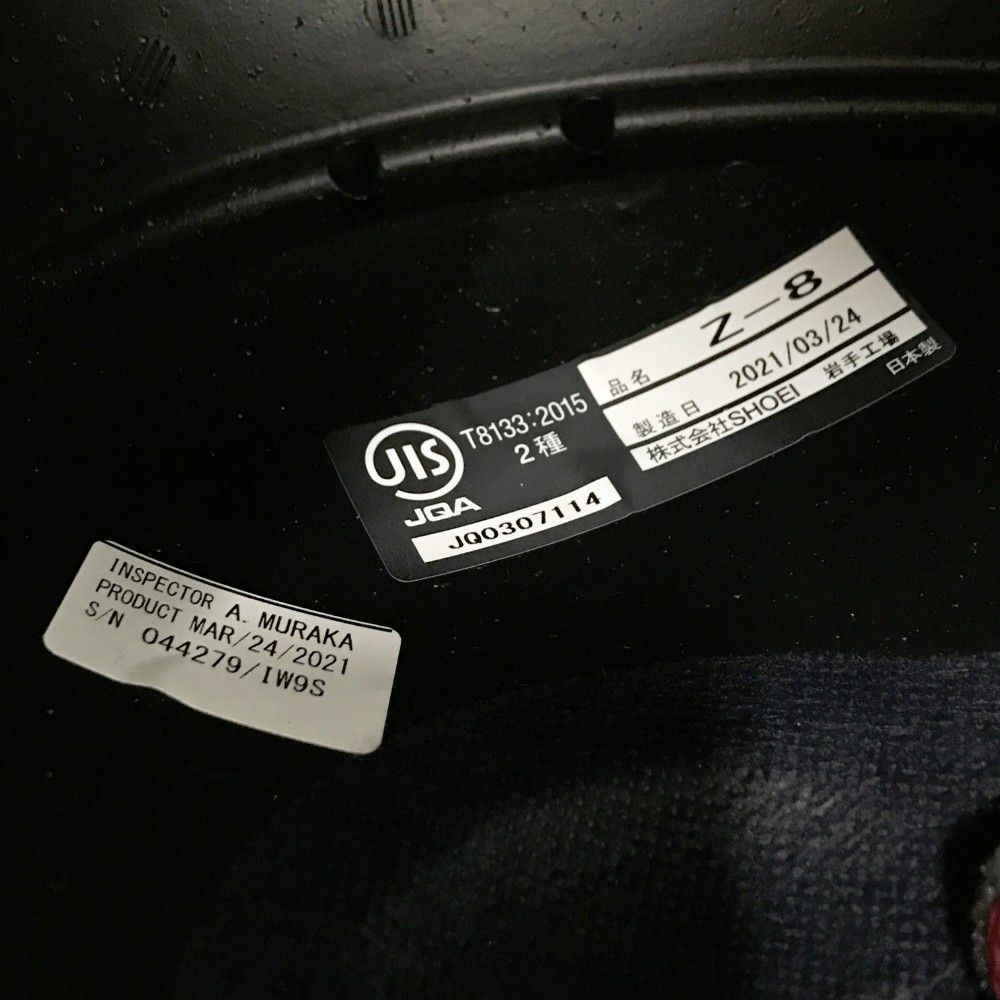 品名 Z-8
製造日 2021/03/24
株式会社SHOEI 岩手工場
日本製
JIS T8133:2015
2種
JQA
JQ0307114
INSPECTOR A. MURAKA
PRODUCT MAR/24/2021
S/N 044279/IW9S